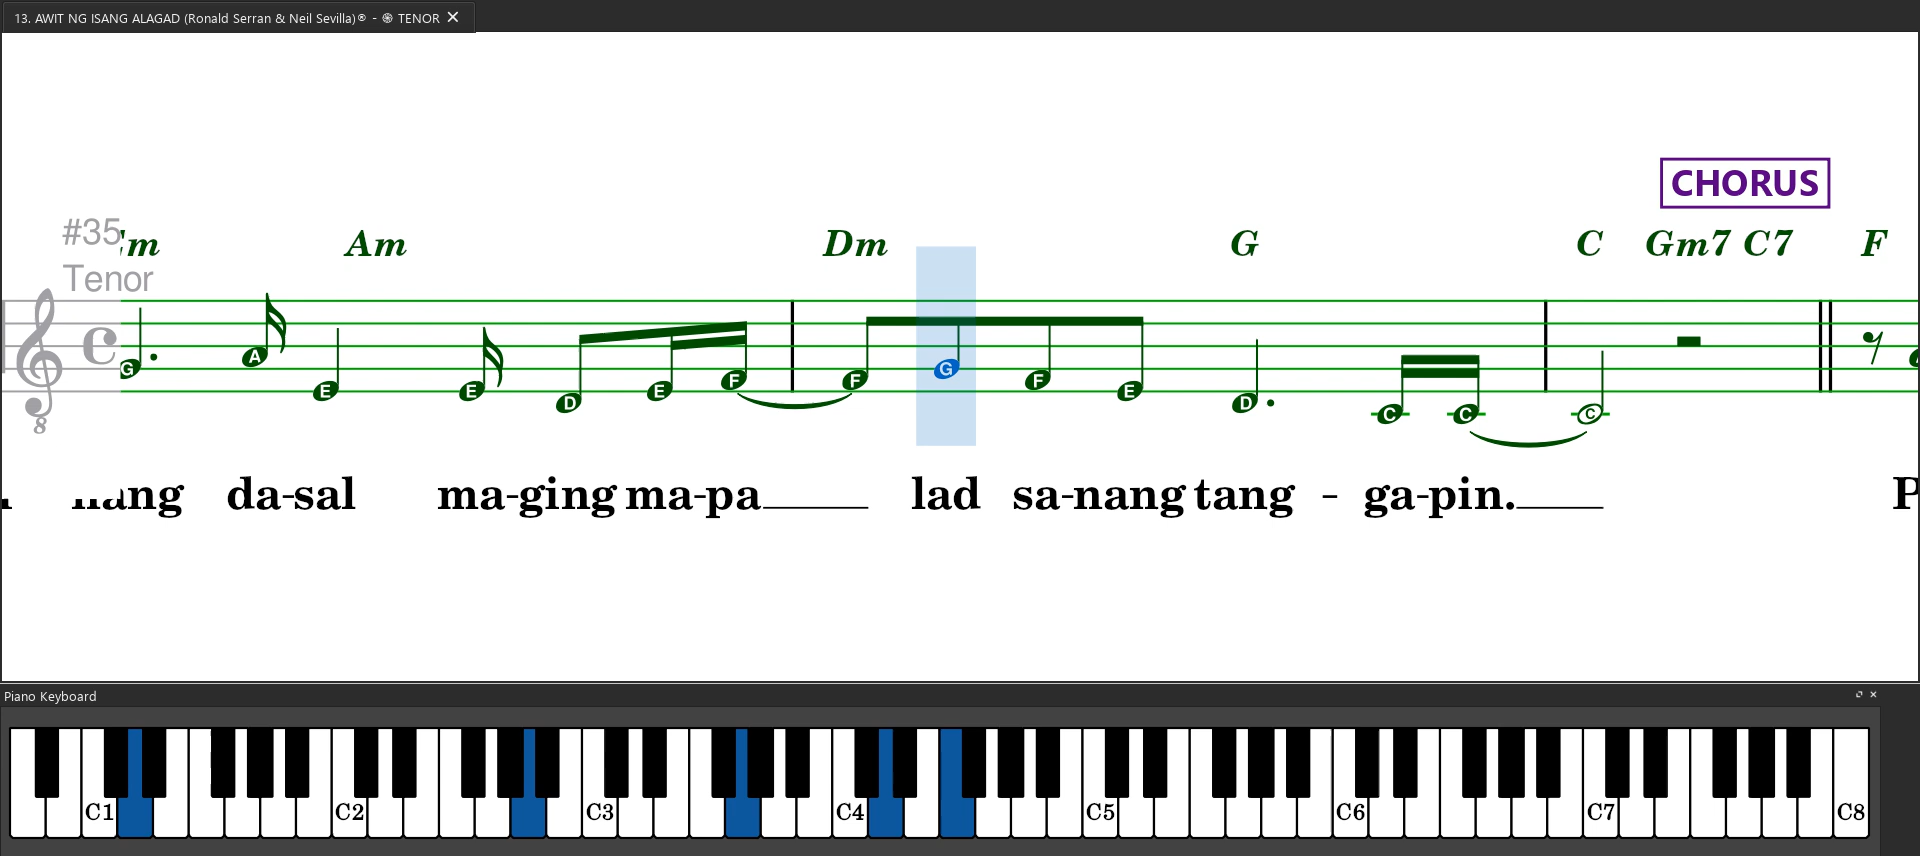 13. AWIT NG ISANG ALAGAD (Ronald Serran & Neil Sevilla)® - ֍ TENOR ✕
CHORUS
#35
m Am Dm G C Gm7 C7 F
Tenor
G A E E D E F F G F E D C C C
8
da-sal ma-ging ma-pa lad sa-nang tang - ga-pin.
Piano Keyboard
C1 C2 C3 C4 C5 C6 C7 C8